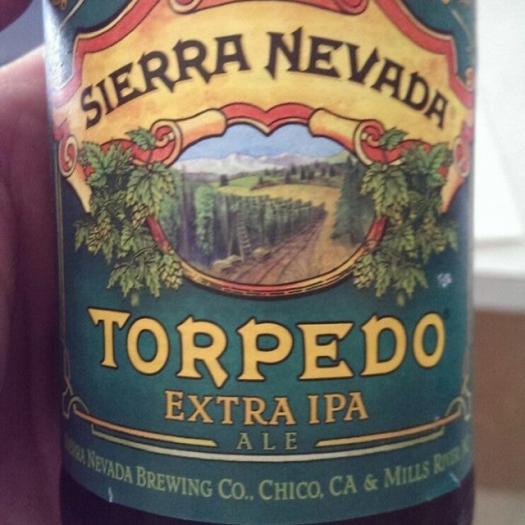 SIERRA NEVADA
TORPEDO
EXTRA IPA
ALE
NEVADA BREWING CO., CHICO, CA & MILLS RIVER